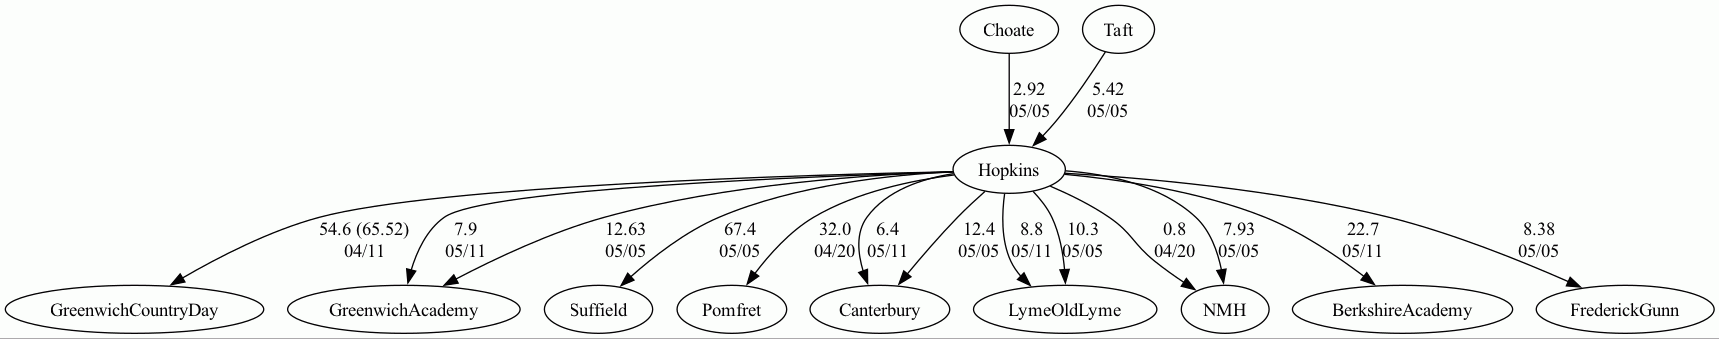 Choate
Taft
2.92
05/05
5.42
05/05
Hopkins
54.6 (65.52)
04/11
7.9
05/11
12.63
05/05
67.4
05/05
32.0
04/20
6.4
05/11
12.4
05/05
8.8
05/11
10.3
05/05
0.8
04/20
7.93
05/05
22.7
05/11
8.38
05/05
GreenwichCountryDay
GreenwichAcademy
Suffield
Pomfret
Canterbury
LymeOldLyme
NMH
BerkshireAcademy
FrederickGunn